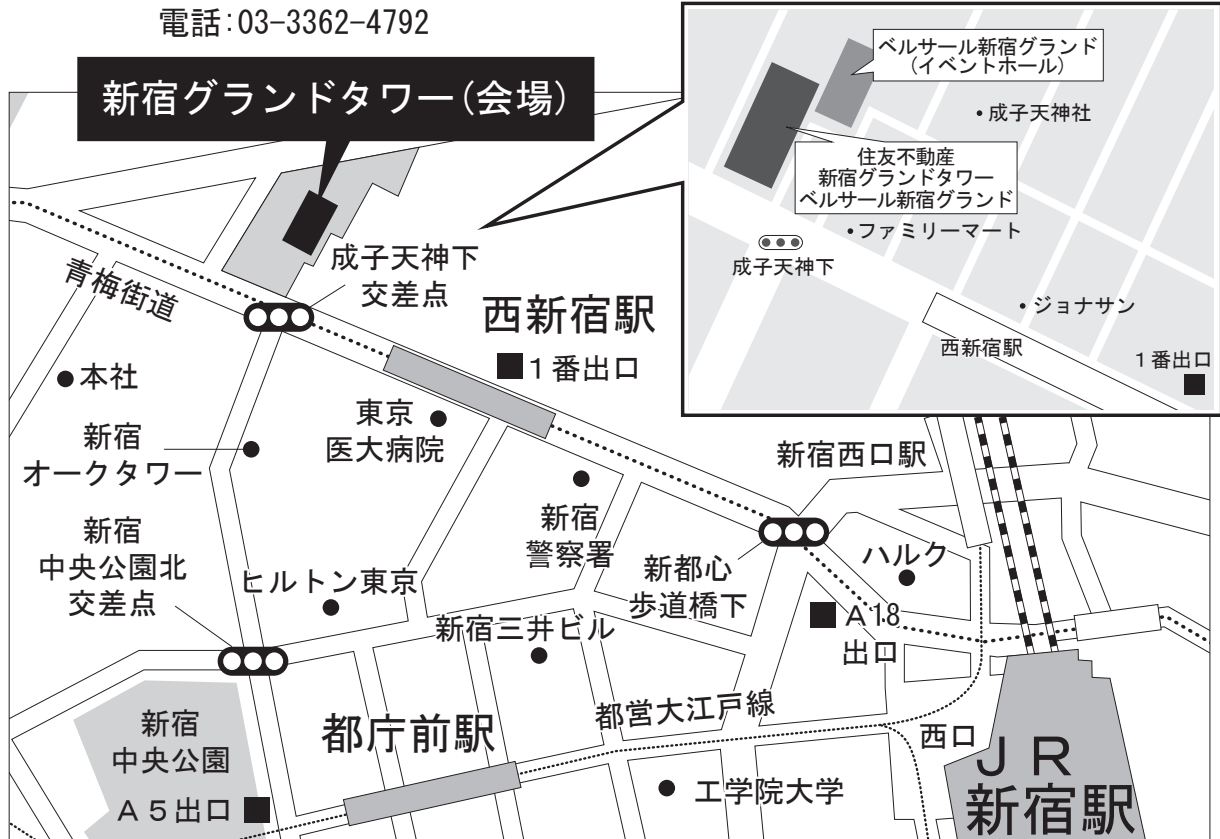 電話:03-3362-4792
新宿グランドタワー(会場)
ベルサール新宿グランド
(イベントホール)
・成子天神社
住友不動産
新宿グランドタワー
ベルサール新宿グランド
・ファミリーマート
成子天神下
・ジョナサン
西新宿駅
1番出口
青梅街道
成子天神下
交差点
西新宿駅
■1番出口
●本社
東京
医大病院
新宿
オークタワー
新宿西口駅
新宿
警察署
新宿
中央公園北
交差点
ヒルトン東京
新都心
歩道橋下
ハルク
新宿三井ビル
A18
出口
新宿
中央公園
都庁前駅
都営大江戸線
西口
A5出口
工学院大学
JR
新宿駅